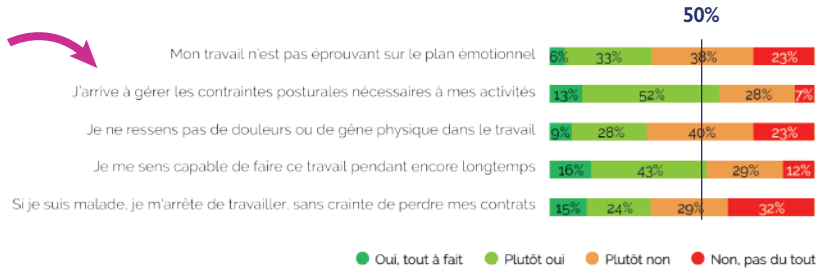 50%
Mon travail n'est pas éprouvant sur le plan émotionnel 6% 33% 38% 23%
J'arrive à gérer les contraintes posturales nécessaires à mes activités 13% 52% 28% 7%
Je ne ressens pas de douleurs ou de gêne physique dans le travail 9% 28% 40% 23%
Je me sens capable de faire ce travail pendant encore longtemps 16% 43% 29% 12%
Si je suis malade, je m'arrête de travailler, sans crainte de perdre mes contrats 15% 24% 29% 32%
Oui, tout à fait Plutôt oui Plutôt non Non, pas du tout